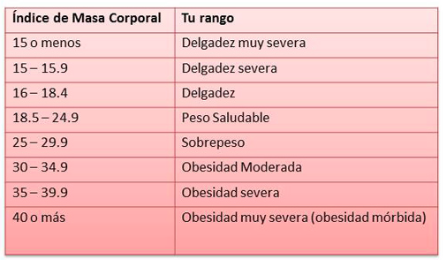 Índice de Masa Corporal Tu rango
15 o menos Delgadez muy severa
15 – 15.9 Delgadez severa
16 – 18.4 Delgadez
18.5 – 24.9 Peso Saludable
25 – 29.9 Sobrepeso
30 – 34.9 Obesidad Moderada
35 – 39.9 Obesidad severa
40 o más Obesidad muy severa (obesidad mórbida)